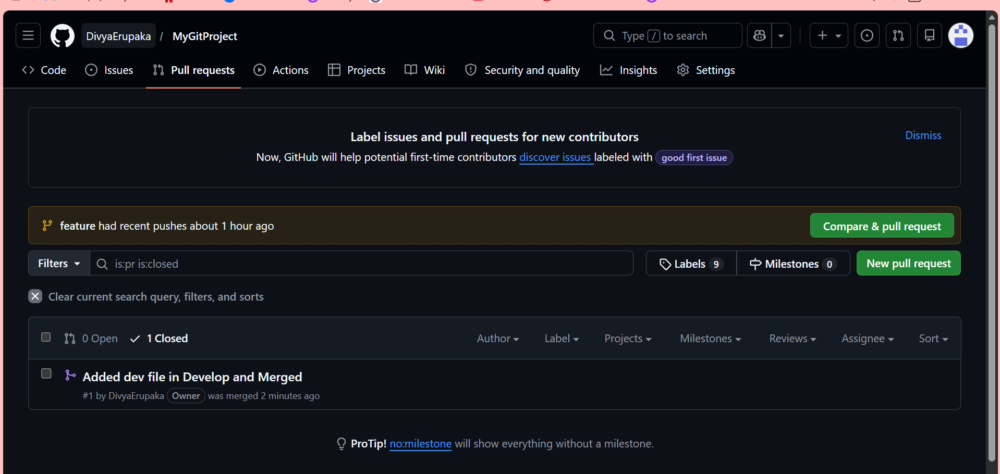 DivyaErupaka / MyGitProject
Type / to search
Code Issues Pull requests Actions Projects Wiki Security and quality Insights Settings
Label issues and pull requests for new contributors
Dismiss
Now, GitHub will help potential first-time contributors discover issues labeled with good first issue
feature had recent pushes about 1 hour ago
Compare & pull request
Filters is:pr is:closed Labels 9 Milestones 0 New pull request
Clear current search query, filters, and sorts
0 Open 1 Closed Author Label Projects Milestones Reviews Assignee Sort
Added dev file in Develop and Merged
#1 by DivyaErupaka Owner was merged 2 minutes ago
ProTip! no:milestone will show everything without a milestone.